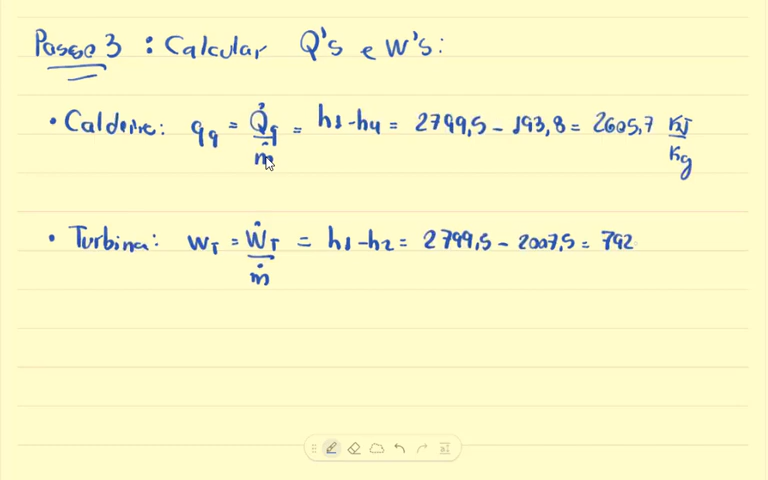 Passo 3 : Calcular Q's e W's:
• Caldeira: qq = Q̇q/ṁ = h1-h4 = 2799,5 - 193,8 = 2605,7 KJ/Kg
• Turbina: wT = ẆT/ṁ = h1-h2 = 2799,5 - 2007,5 = 792